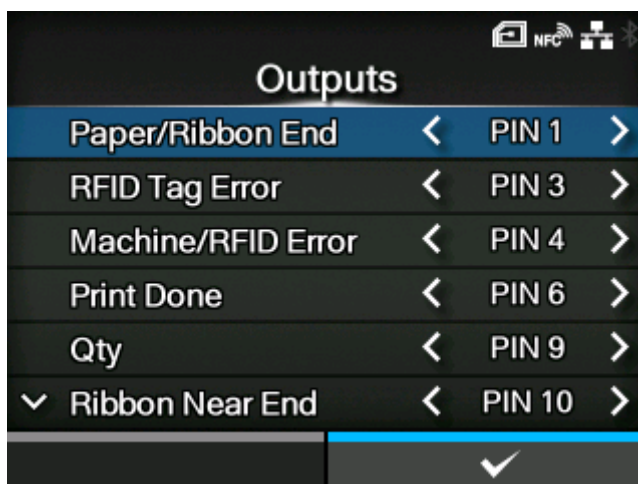 NFC
Outputs
Paper/Ribbon End PIN 1
RFID Tag Error PIN 3
Machine/RFID Error PIN 4
Print Done PIN 6
Qty PIN 9
Ribbon Near End PIN 10